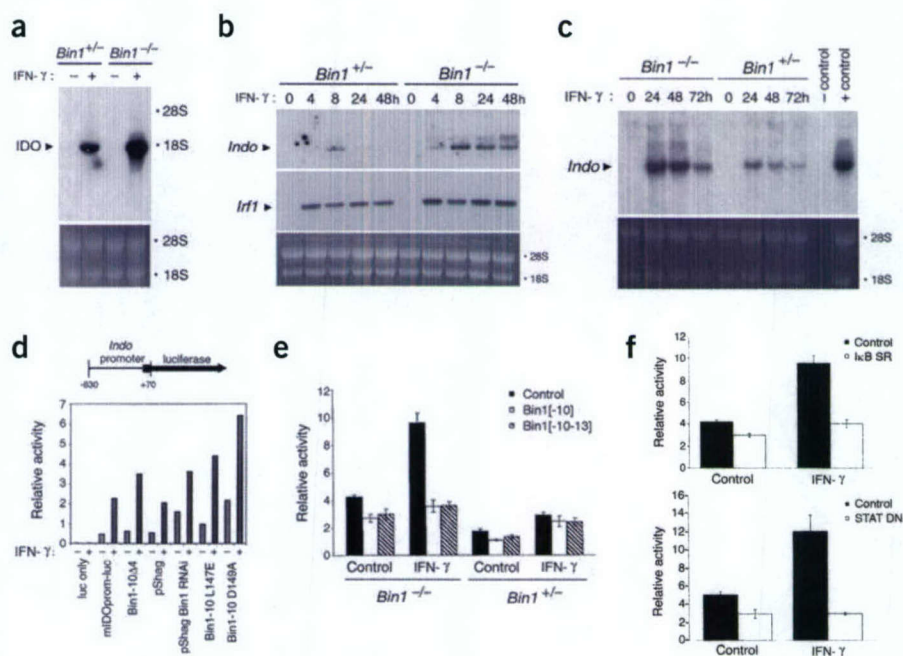 a
Bin1+/− Bin1−/−
IFN-γ : − + − +
• 28S
IDO ▸ • 18S
• 28S
• 18S
b
Bin1+/− Bin1−/−
IFN-γ : 0 4 8 24 48h 0 4 8 24 48h
Indo ▸
Irf1 ▸
• 28S
• 18S
c
Bin1−/− Bin1+/− − control + control
IFN-γ : 0 24 48 72h 0 24 48 72h
Indo ▸
• 28S
• 18S
d
Indo
promoter luciferase
-630 +70
Relative activity
7
6
5
4
3
2
1
0
IFN-γ : − + − + − + − + − + − + − +
luc only
mIDOprom-luc
Bin1-10Δ4
pShag
pShag Bin1 RNAi
Bin1-10 L147E
Bin1-10 D149A
e
Relative activity
12
10
8
6
4
2
0
Control
Bin1[-10]
Bin1[-10-13]
Control IFN-γ Control IFN-γ
Bin1−/− Bin1+/−
f
Relative activity
12
10
8
6
4
2
0
Control
IκB SR
Control IFN-γ
Relative activity
16
12
8
4
0
Control
STAT DN
Control IFN-γ